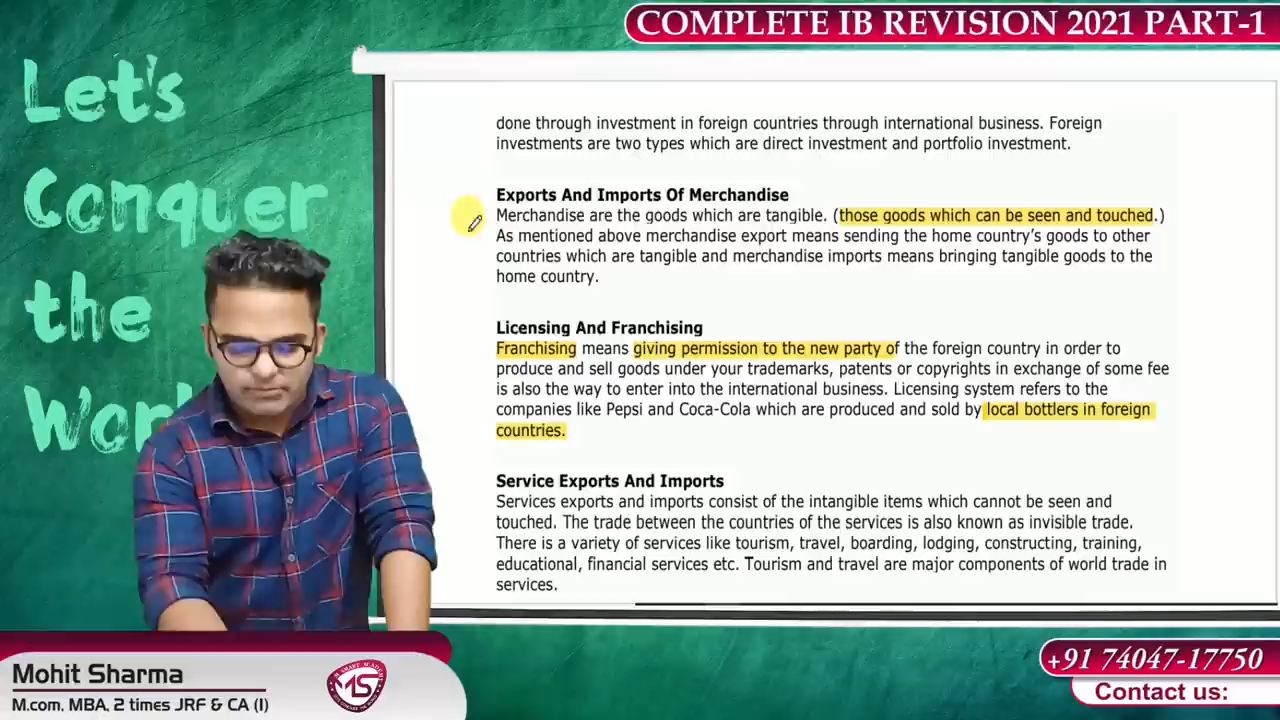 COMPLETE IB REVISION 2021 PART-1
Let's
Conquer
the
done through investment in foreign countries through international business. Foreign
investments are two types which are direct investment and portfolio investment.
Exports And Imports Of Merchandise
Merchandise are the goods which are tangible. (those goods which can be seen and touched.)
As mentioned above merchandise export means sending the home country's goods to other
countries which are tangible and merchandise imports means bringing tangible goods to the
home country.
Licensing And Franchising
Franchising means giving permission to the new party of the foreign country in order to
produce and sell goods under your trademarks, patents or copyrights in exchange of some fee
is also the way to enter into the international business. Licensing system refers to the
companies like Pepsi and Coca-Cola which are produced and sold by local bottlers in foreign
countries.
Service Exports And Imports
Services exports and imports consist of the intangible items which cannot be seen and
touched. The trade between the countries of the services is also known as invisible trade.
There is a variety of services like tourism, travel, boarding, lodging, constructing, training,
educational, financial services etc. Tourism and travel are major components of world trade in
services.
Mohit Sharma
M.com, MBA, 2 times JRF & CA (I)
MS
+91 74047-17750
Contact us: